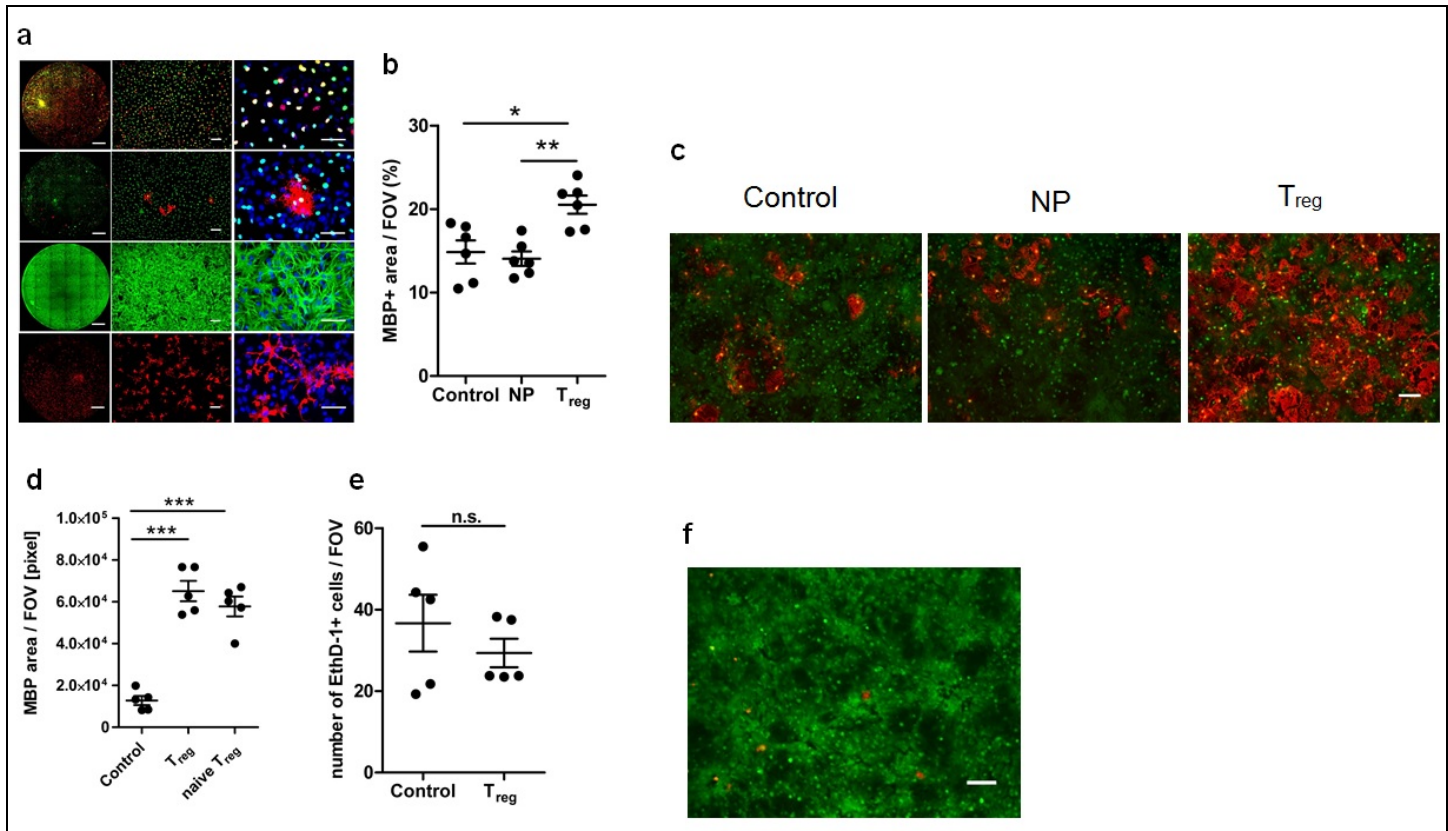 a
b
MBP+ area / FOV (%)
30
20
10
0
*
**
Control NP Treg
c
Control NP Treg
d
MBP area / FOV [pixel]
1.0×10⁵
8.0×10⁴
6.0×10⁴
4.0×10⁴
2.0×10⁴
0
***
***
Control Treg naive Treg
e
number of EthD-1+ cells / FOV
60
40
20
0
n.s.
Control Treg
f